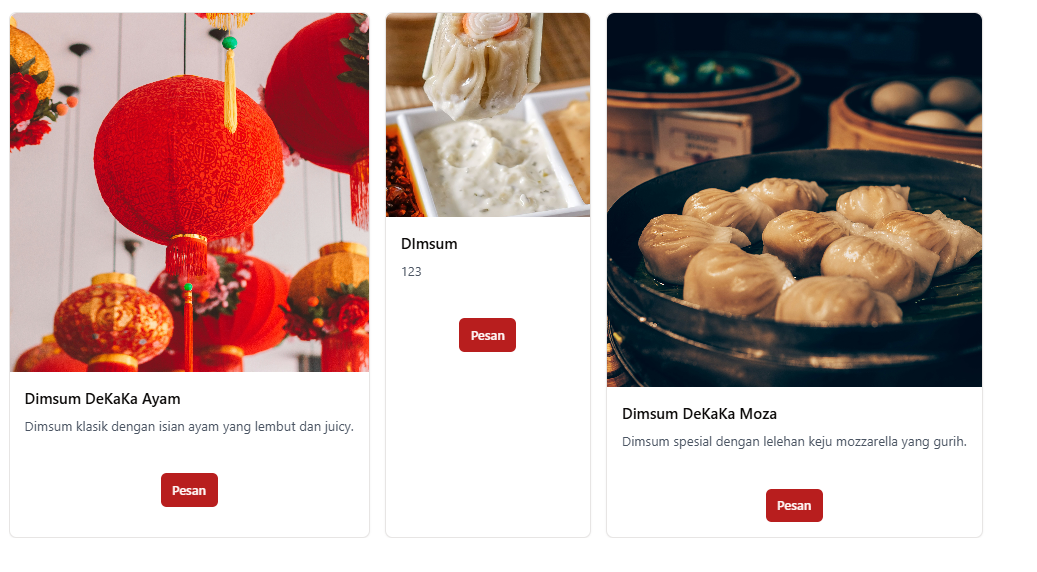 Dimsum DeKaKa Ayam
Dimsum klasik dengan isian ayam yang lembut dan juicy.
Pesan
DImsum
123
Pesan
Dimsum DeKaKa Moza
Dimsum spesial dengan lelehan keju mozzarella yang gurih.
Pesan